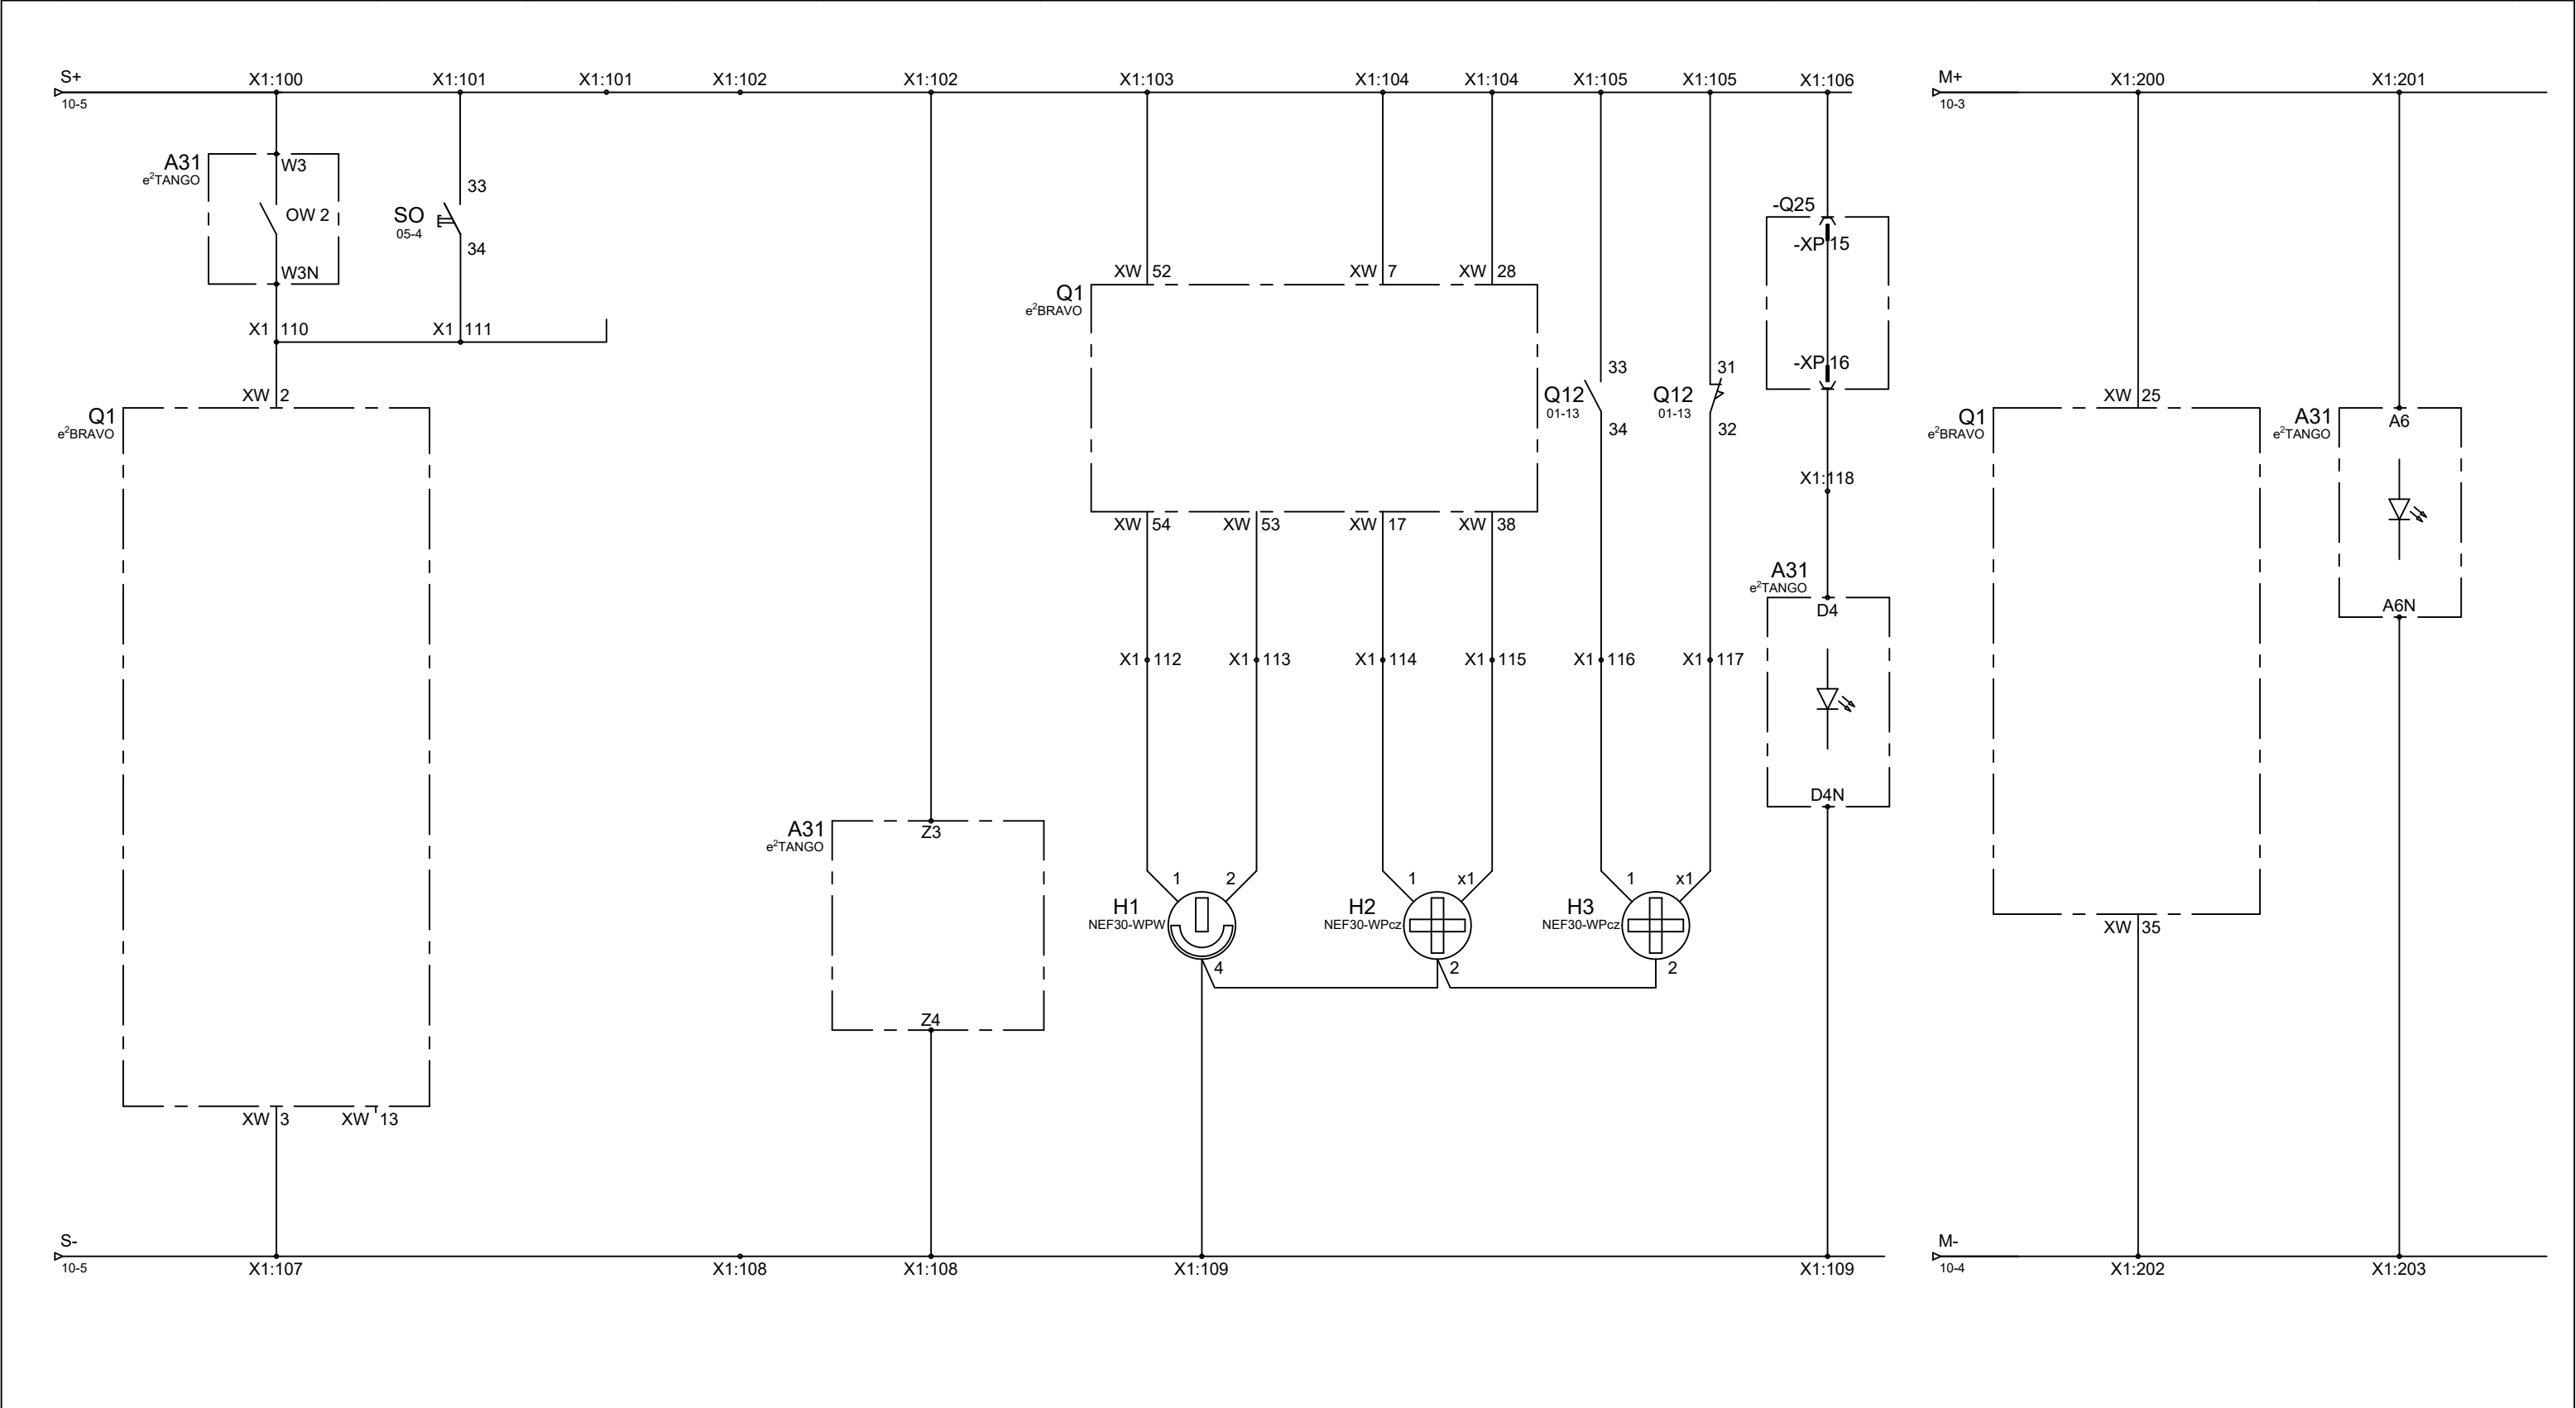 S+ X1:100 X1:101 X1:101 X1:102 X1:102 X1:103 X1:104 X1:104 X1:105 X1:105 X1:106 M+ X1:200 X1:201
10-5 10-3
A31 W3
e²TANGO
OW 2
W3N
33
SO
05-4
34
X1 110 X1 111
XW 2
Q1
e²BRAVO
XW 3 XW 13
A31
e²TANGO
Z3
Z4
XW 52 XW 7 XW 28
Q1
e²BRAVO
XW 54 XW 53 XW 17 XW 38
33 31
Q12 Q12
01-13 01-13
34 32
X1 112 X1 113 X1 114 X1 115 X1 116 X1 117
1 2 1 x1 1 x1
H1 H2 H3
NEF30-WPW NEF30-WPcz NEF30-WPcz
4 2 2
-Q25
-XP 15
-XP 16
X1:118
A31
e²TANGO
D4
D4N
XW 25
Q1
e²BRAVO
XW 35
A31
e²TANGO
A6
A6N
S- M-
10-5 10-4
X1:107 X1:108 X1:108 X1:109 X1:109 X1:202 X1:203